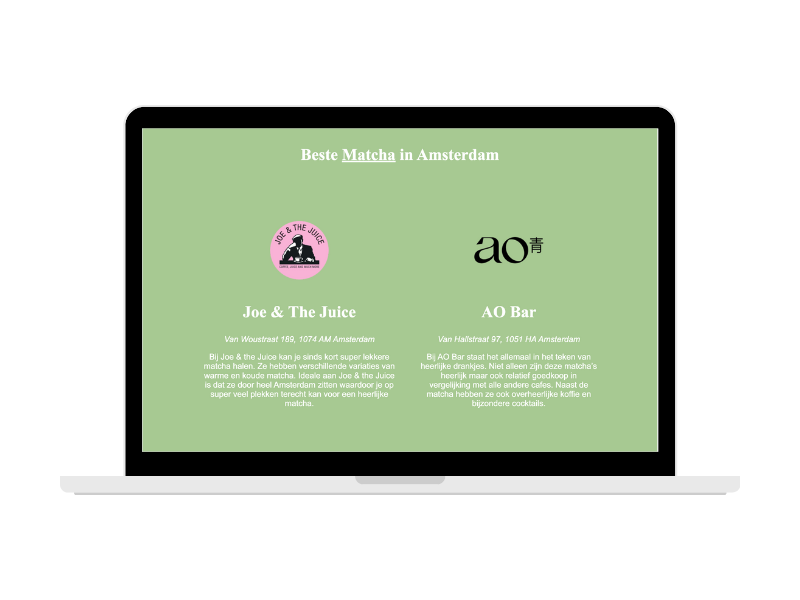 Beste Matcha in Amsterdam
JOE & THE JUICE
ao青
Joe & The Juice
AO Bar
Van Woustraat 189, 1074 AM Amsterdam
Bij Joe & the Juice kan je sinds kort super lekkere
matcha halen. Ze hebben verschillende variaties van
warme en koude matcha. Ideale aan Joe & the Juice
is dat ze door heel Amsterdam zitten waardoor je op
super veel plekken terecht kan voor een heerlijke
matcha.
Van Hallstraat 97, 1051 HA Amsterdam
Bij AO Bar staat het allemaal in het teken van
heerlijke drankjes. Niet alleen zijn deze matcha's
heerlijk maar ook relatief goedkoop in
vergelijking met alle andere cafes. Naast de
matcha hebben ze ook overheerlijke koffie en
bijzondere cocktails.